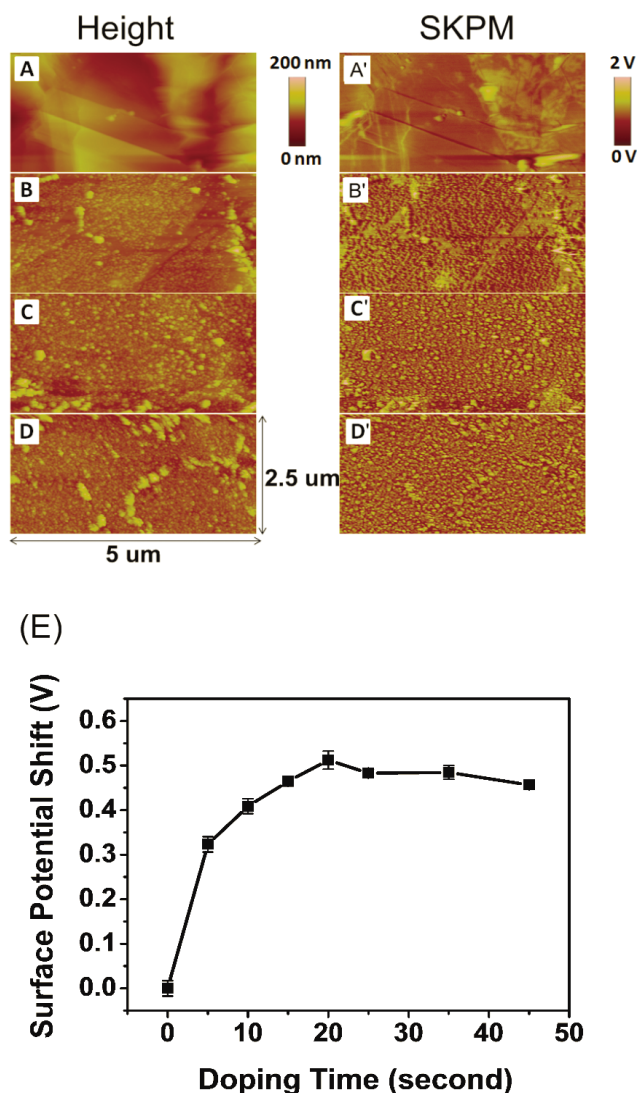 Height SKPM
A 200 nm A' 2 V
0 nm 0 V
B B'
C C'
D D'
2.5 um
5 um
(E)
Surface Potential Shift (V)
0.6
0.5
0.4
0.3
0.2
0.1
0.0
0 10 20 30 40 50
Doping Time (second)